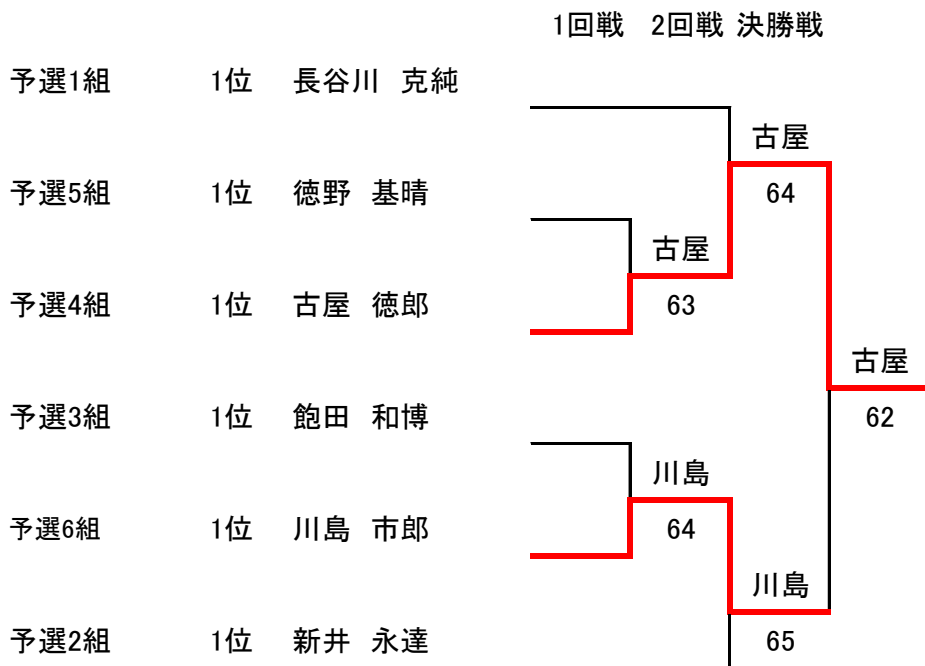 1回戦 2回戦 決勝戦
予選1組 1位 長谷川 克純
古屋
予選5組 1位 徳野 基晴 64
古屋
予選4組 1位 古屋 徳郎 63
古屋
予選3組 1位 飽田 和博 62
川島
予選6組 1位 川島 市郎 64
川島
予選2組 1位 新井 永達 65